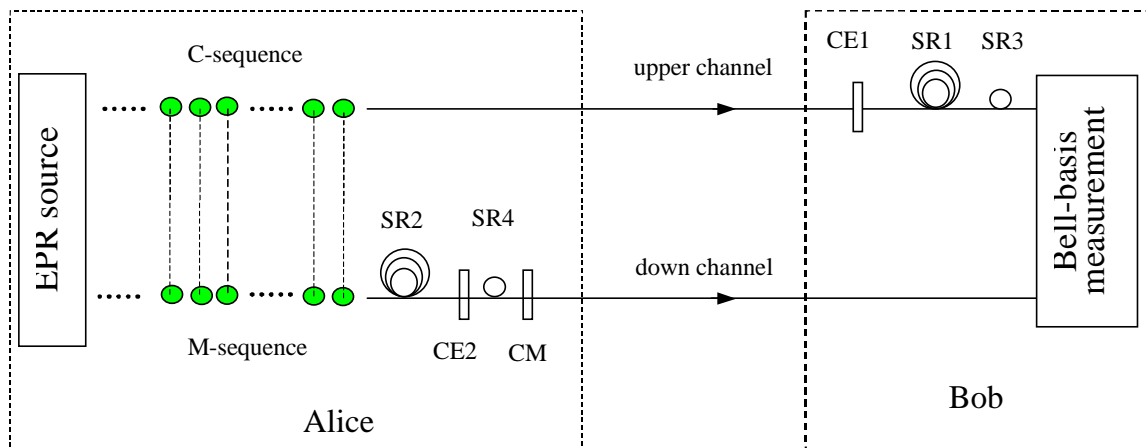 C-sequence
upper channel
CE1
SR1
SR3
EPR source
SR2
SR4
down channel
Bell-basis
measurement
M-sequence
CE2
CM
Alice
Bob